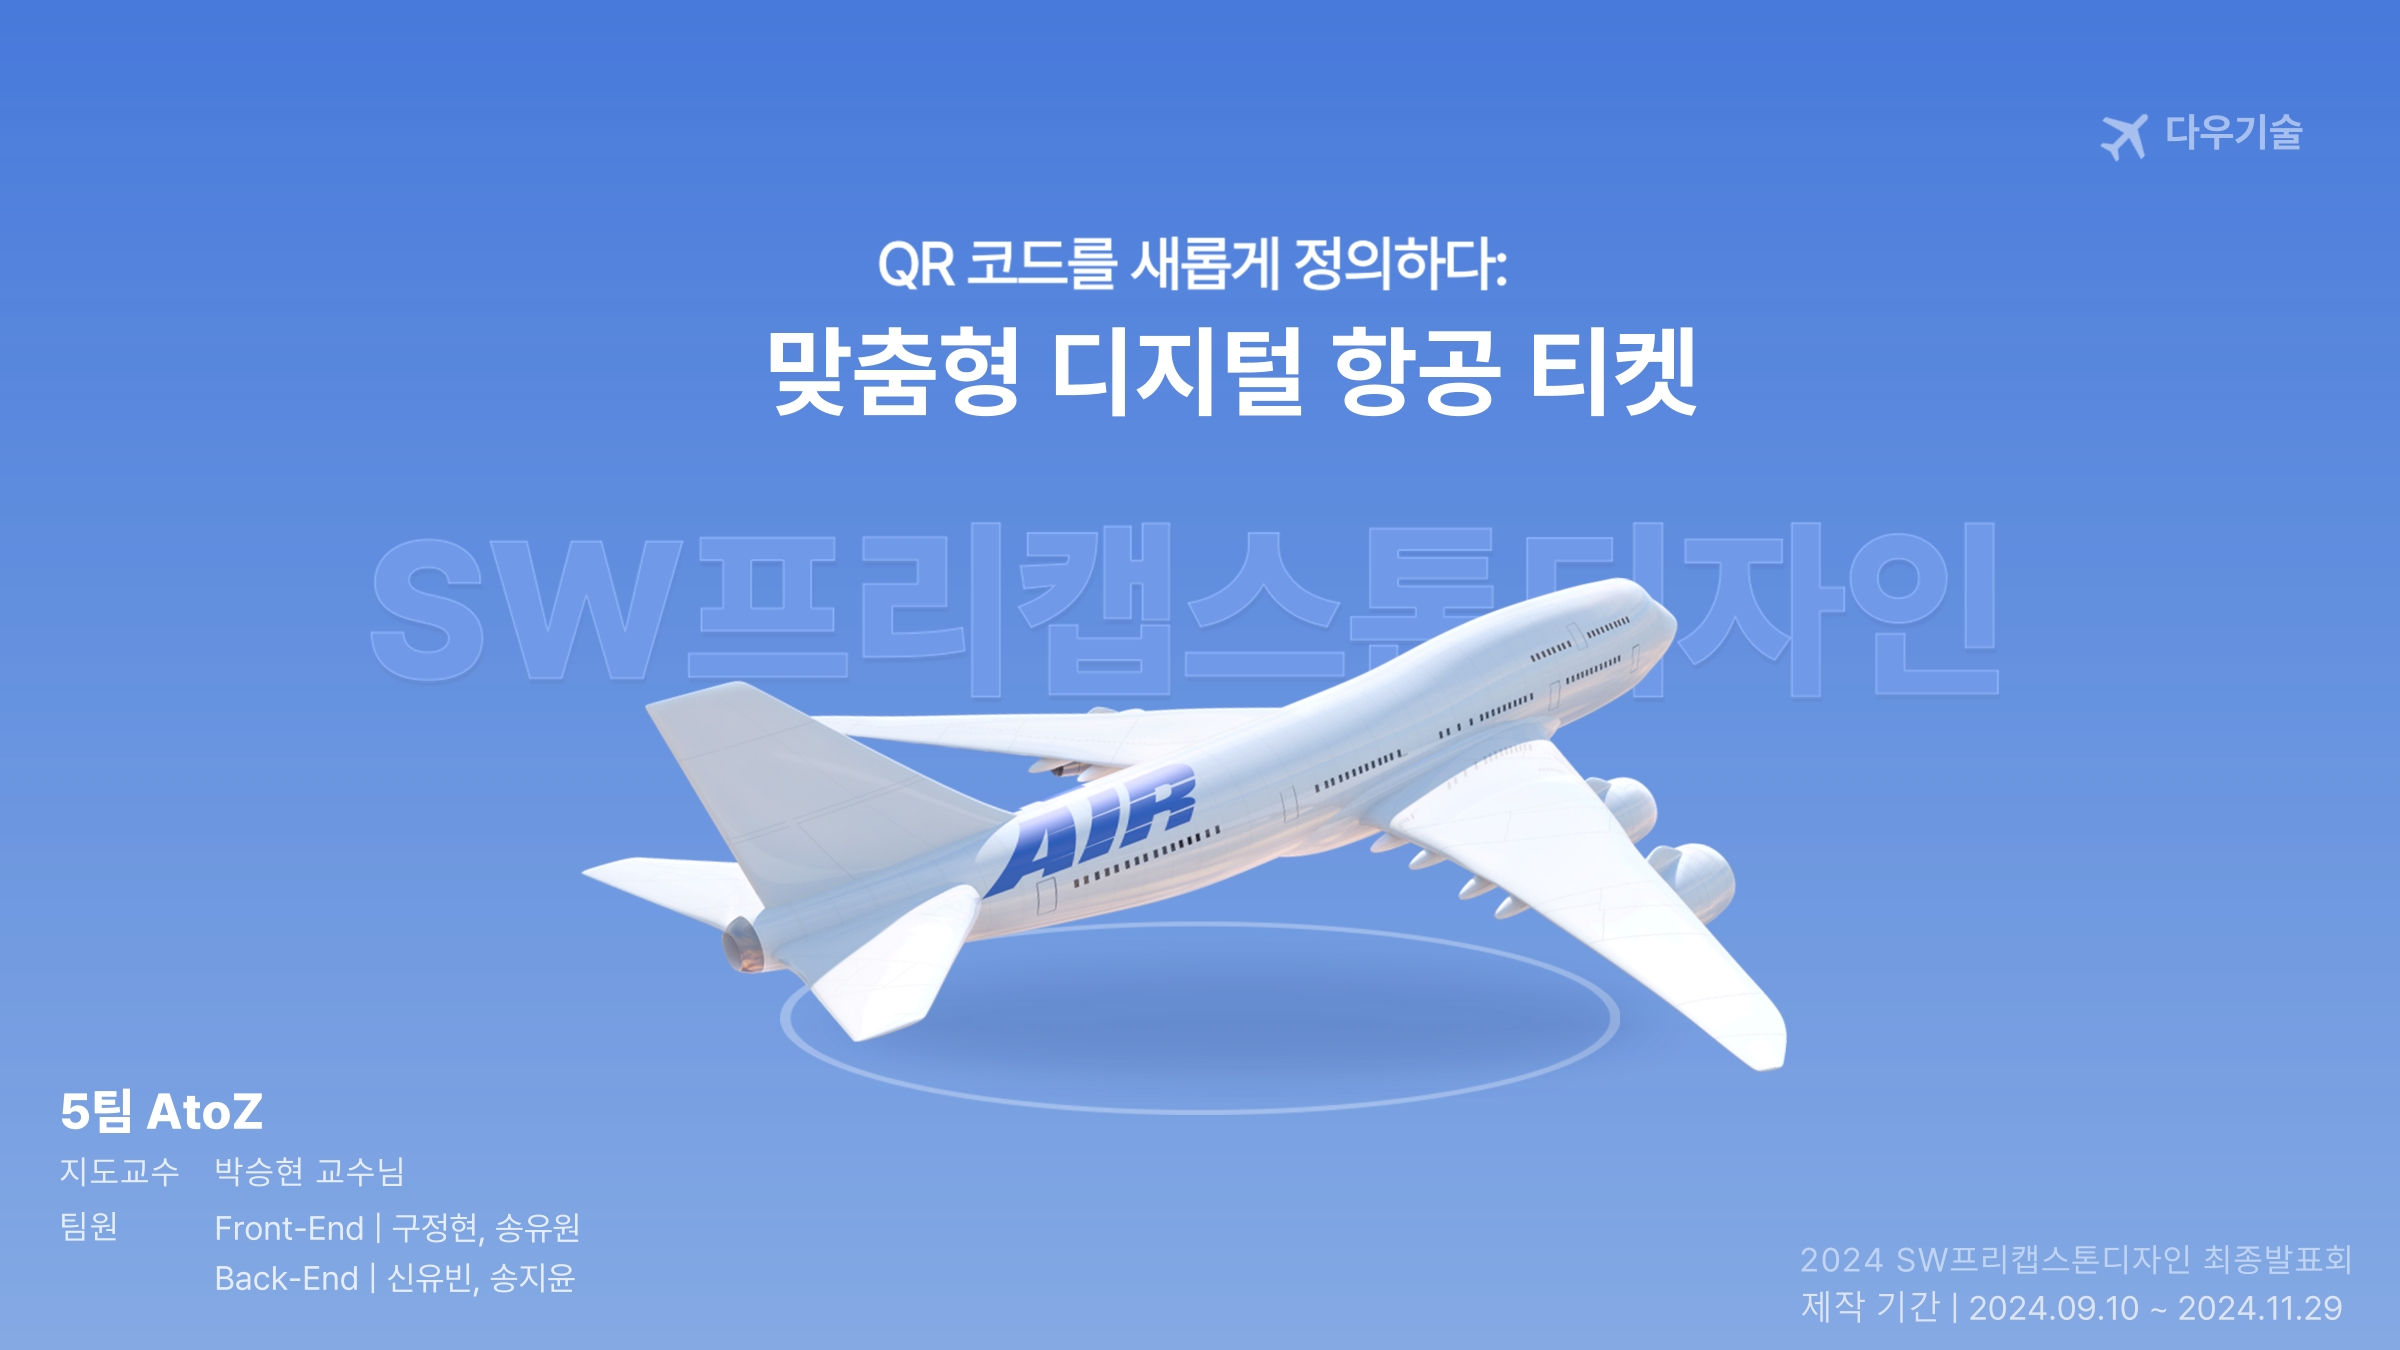 다우기술
QR 코드를 새롭게 정의하다:
맞춤형 디지털 항공 티켓
SW프리캡스톤디자인
AIR
5팀 AtoZ
지도교수 박승현 교수님
팀원 Front-End | 구정현, 송유원
Back-End | 신유빈, 송지윤
2024 SW프리캡스톤디자인 최종발표회
제작 기간 | 2024.09.10 ~ 2024.11.29